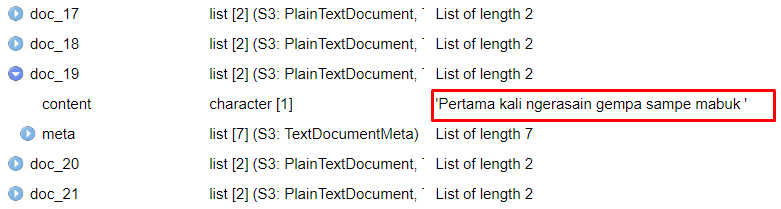 doc_17 list [2] (S3: PlainTextDocument, List of length 2
doc_18 list [2] (S3: PlainTextDocument, List of length 2
doc_19 list [2] (S3: PlainTextDocument, List of length 2
content character [1] 'Pertama kali ngerasain gempa sampe mabuk '
meta list [7] (S3: TextDocumentMeta) List of length 7
doc_20 list [2] (S3: PlainTextDocument, List of length 2
doc_21 list [2] (S3: PlainTextDocument, List of length 2